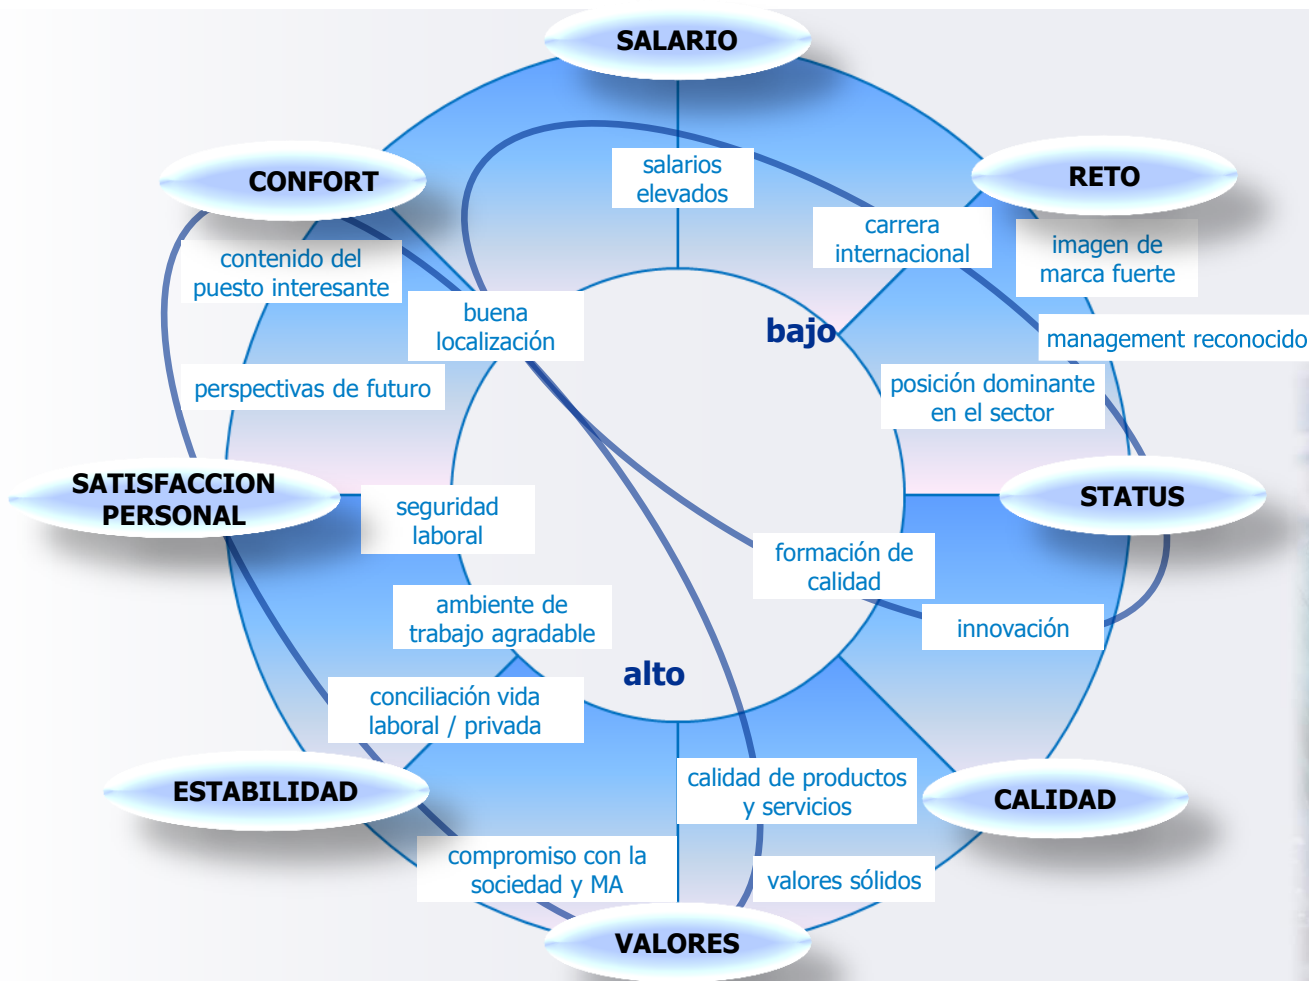 SALARIO
CONFORT
RETO
salarios
elevados
carrera
internacional
imagen de
marca fuerte
contenido del
puesto interesante
buena
localización
bajo
management reconocido
perspectivas de futuro
posición dominante
en el sector
SATISFACCION
PERSONAL
STATUS
seguridad
laboral
formación de
calidad
ambiente de
trabajo agradable
innovación
alto
conciliación vida
laboral / privada
ESTABILIDAD
calidad de productos
y servicios
CALIDAD
compromiso con la
sociedad y MA
valores sólidos
VALORES